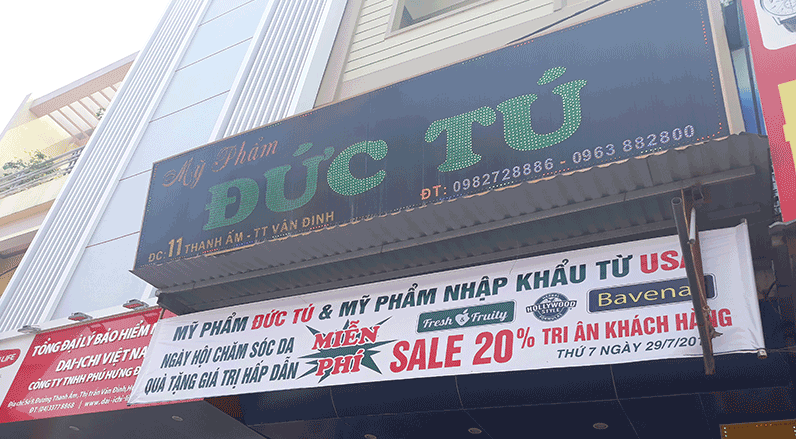 Mỹ Phẩm
ĐỨC TÚ
ĐT: 0982728886 - 0963 882800
ĐC: 11 THANH ẤM - TT VÂN ĐÌNH
MỸ PHẨM ĐỨC TÚ & MỸ PHẨM NHẬP KHẨU TỪ USA
NGÀY HỘI CHĂM SÓC DA
QUÀ TẶNG GIÁ TRỊ HẤP DẪN
MIỄN
PHÍ
Fresh Fruity
HOLLYWOOD
STYLE
SALE 20% TRI ÂN KHÁCH HÀNG
THỨ 7 NGÀY 29/7/20
TỔNG ĐẠI LÝ BẢO HIỂM
DAI-ICHI VIỆT NA
CÔNG TY TNHH PHÚ HƯNG